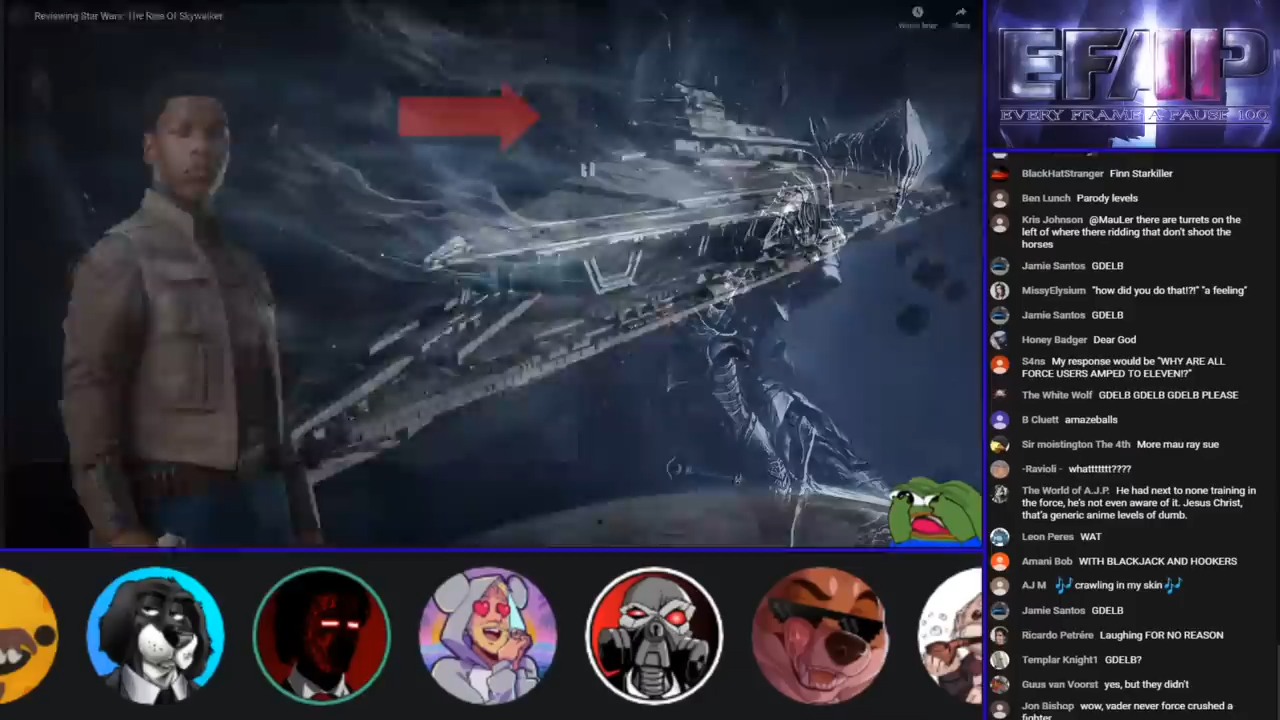 Reviewing Star Wars: The Rise Of Skywalker
Share
EFAP
EVERY FRAME A PAUSE 100
BlackHatStranger Finn Starkiller
Ben Lunch Parody levels
Kris Johnson @MauLer there are turrets on the
left of where there ridding that don't shoot the
horses
Jamie Santos GDELB
MissyElysium "how did you do that!?!" "a feeling"
Jamie Santos GDELB
Honey Badger Dear God
S4ns My response would be "WHY ARE ALL
FORCE USERS AMPED TO ELEVEN!?"
The White Wolf GDELB GDELB GDELB PLEASE
B Cluett amazeballs
Sir moistington The 4th More mau ray sue
-Ravioli - whattttttt????
The World of A.J.P. He had next to none training in
the force, he's not even aware of it. Jesus Christ,
that'a generic anime levels of dumb.
Leon Peres WAT
Amani Bob WITH BLACKJACK AND HOOKERS
AJ M 🎶crawling in my skin🎶
Jamie Santos GDELB
Ricardo Petrére Laughing FOR NO REASON
Templar Knight1 GDELB?
Guus van Voorst yes, but they didn't
Jon Bishop wow, vader never force crushed a
fighter